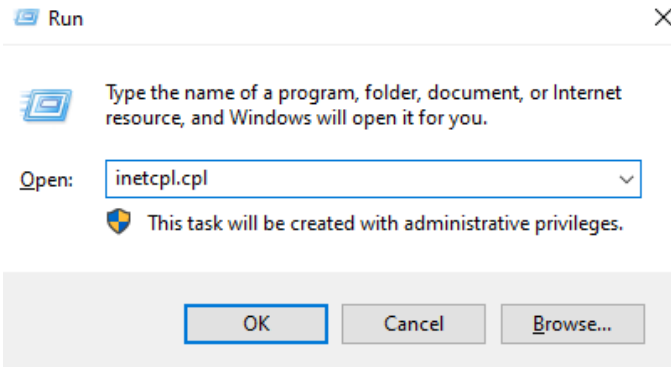 Run
Type the name of a program, folder, document, or Internet
resource, and Windows will open it for you.
Open: inetcpl.cpl
This task will be created with administrative privileges.
OK Cancel Browse...